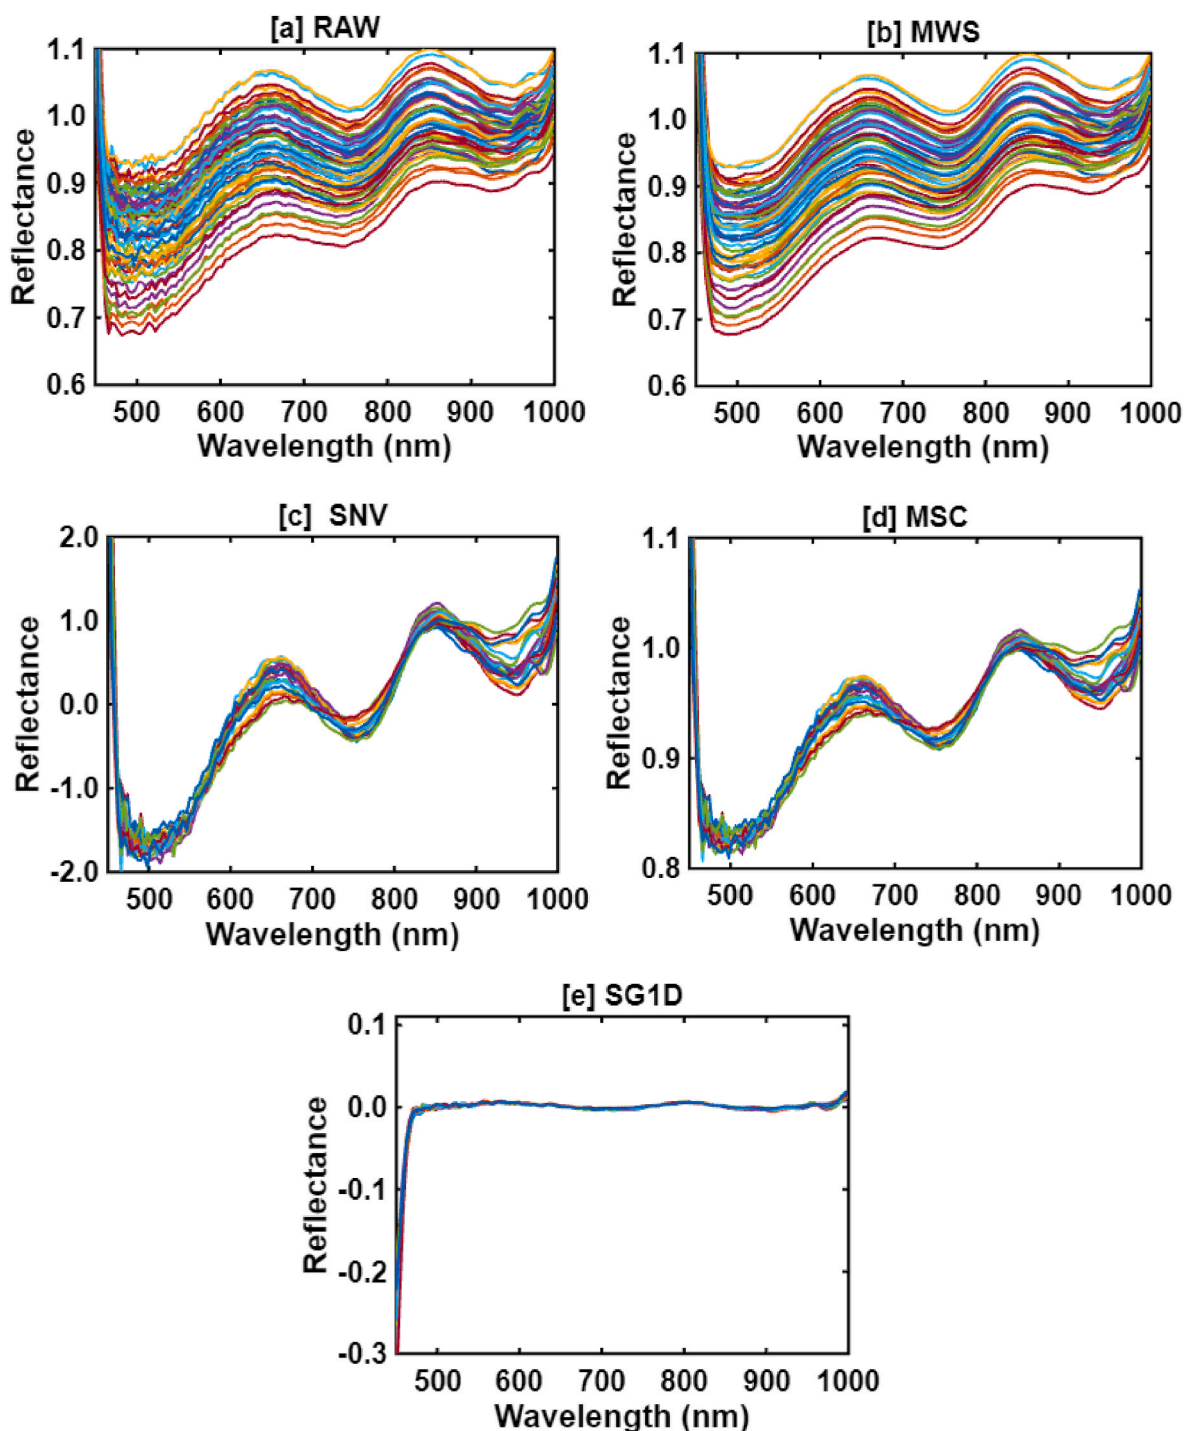 [a] RAW
1.1
1.0
0.9
0.8
0.7
0.6
Reflectance
500 600 700 800 900 1000
Wavelength (nm)
[b] MWS
1.1
1.0
0.9
0.8
0.7
0.6
Reflectance
500 600 700 800 900 1000
Wavelength (nm)
[c] SNV
2.0
1.0
0.0
-1.0
-2.0
Reflectance
500 600 700 800 900 1000
Wavelength (nm)
[d] MSC
1.1
1.0
0.9
0.8
Reflectance
500 600 700 800 900 1000
Wavelength (nm)
[e] SG1D
0.1
0.0
-0.1
-0.2
-0.3
Reflectance
500 600 700 800 900 1000
Wavelength (nm)